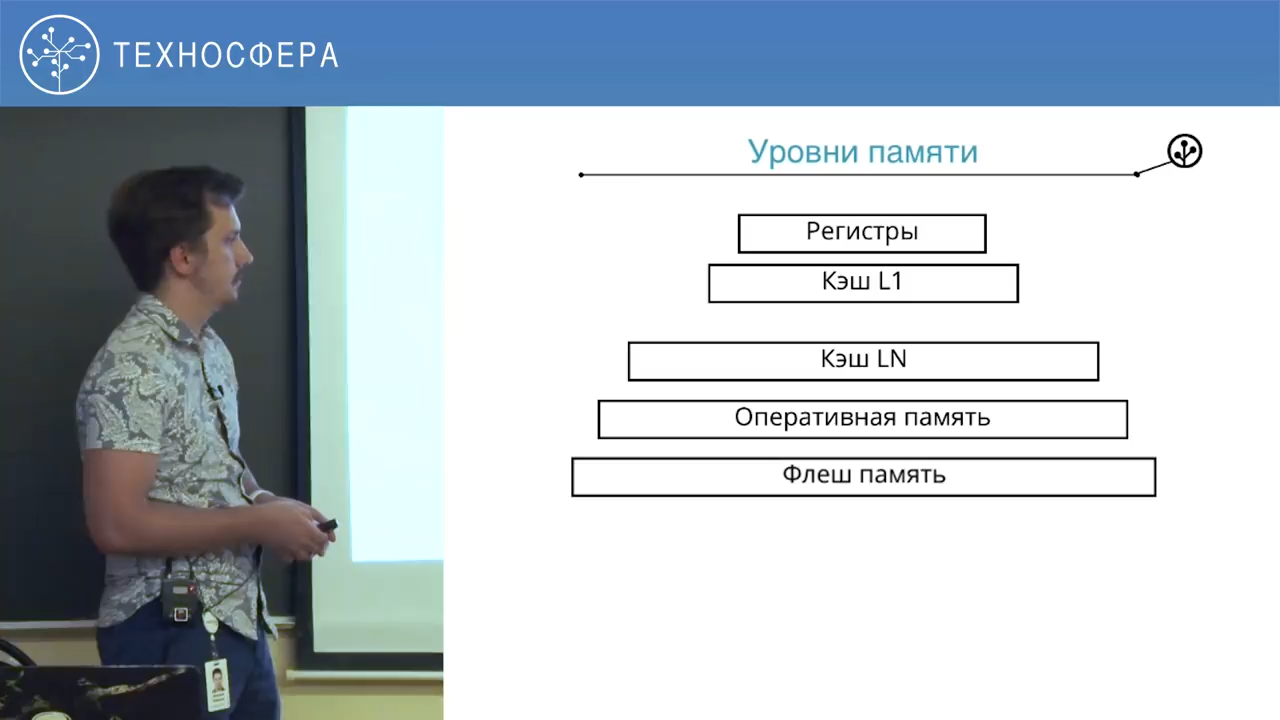 ТЕХНОСФЕРА
Уровни памяти
Регистры
Кэш L1
Кэш LN
Оперативная память
Флеш память